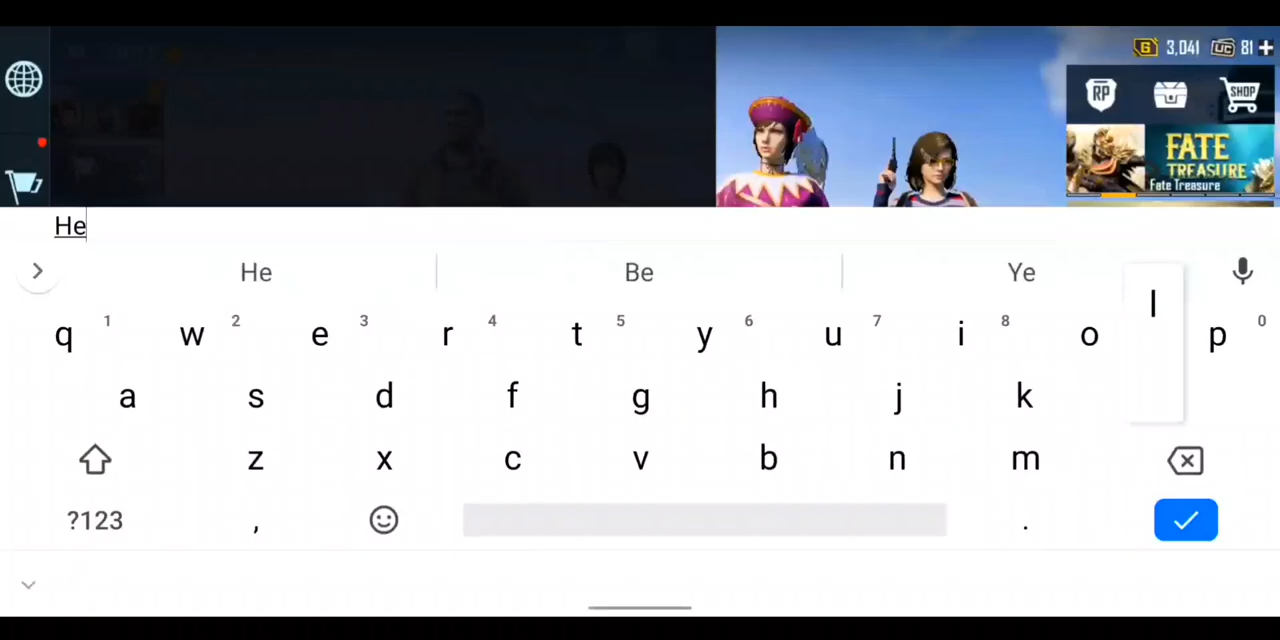 3,041 UC 81
RP SHOP
FATE
TREASURE
Fate Treasure
He
He Be Ye
l
q 1 w 2 e 3 r 4 t 5 y 6 u 7 i 8 o p 0
a s d f g h j k
z x c v b n m
?123 , .